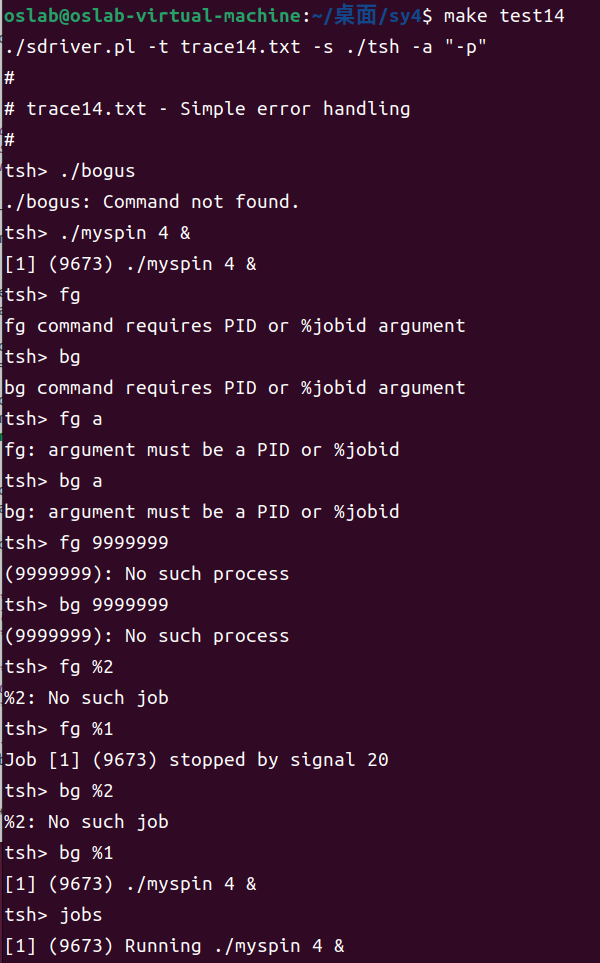 oslab@oslab-virtual-machine:~/桌面/sy4$ make test14
./sdriver.pl -t trace14.txt -s ./tsh -a "-p"
#
# trace14.txt - Simple error handling
#
tsh> ./bogus
./bogus: Command not found.
tsh> ./myspin 4 &
[1] (9673) ./myspin 4 &
tsh> fg
fg command requires PID or %jobid argument
tsh> bg
bg command requires PID or %jobid argument
tsh> fg a
fg: argument must be a PID or %jobid
tsh> bg a
bg: argument must be a PID or %jobid
tsh> fg 9999999
(9999999): No such process
tsh> bg 9999999
(9999999): No such process
tsh> fg %2
%2: No such job
tsh> fg %1
Job [1] (9673) stopped by signal 20
tsh> bg %2
%2: No such job
tsh> bg %1
[1] (9673) ./myspin 4 &
tsh> jobs
[1] (9673) Running ./myspin 4 &